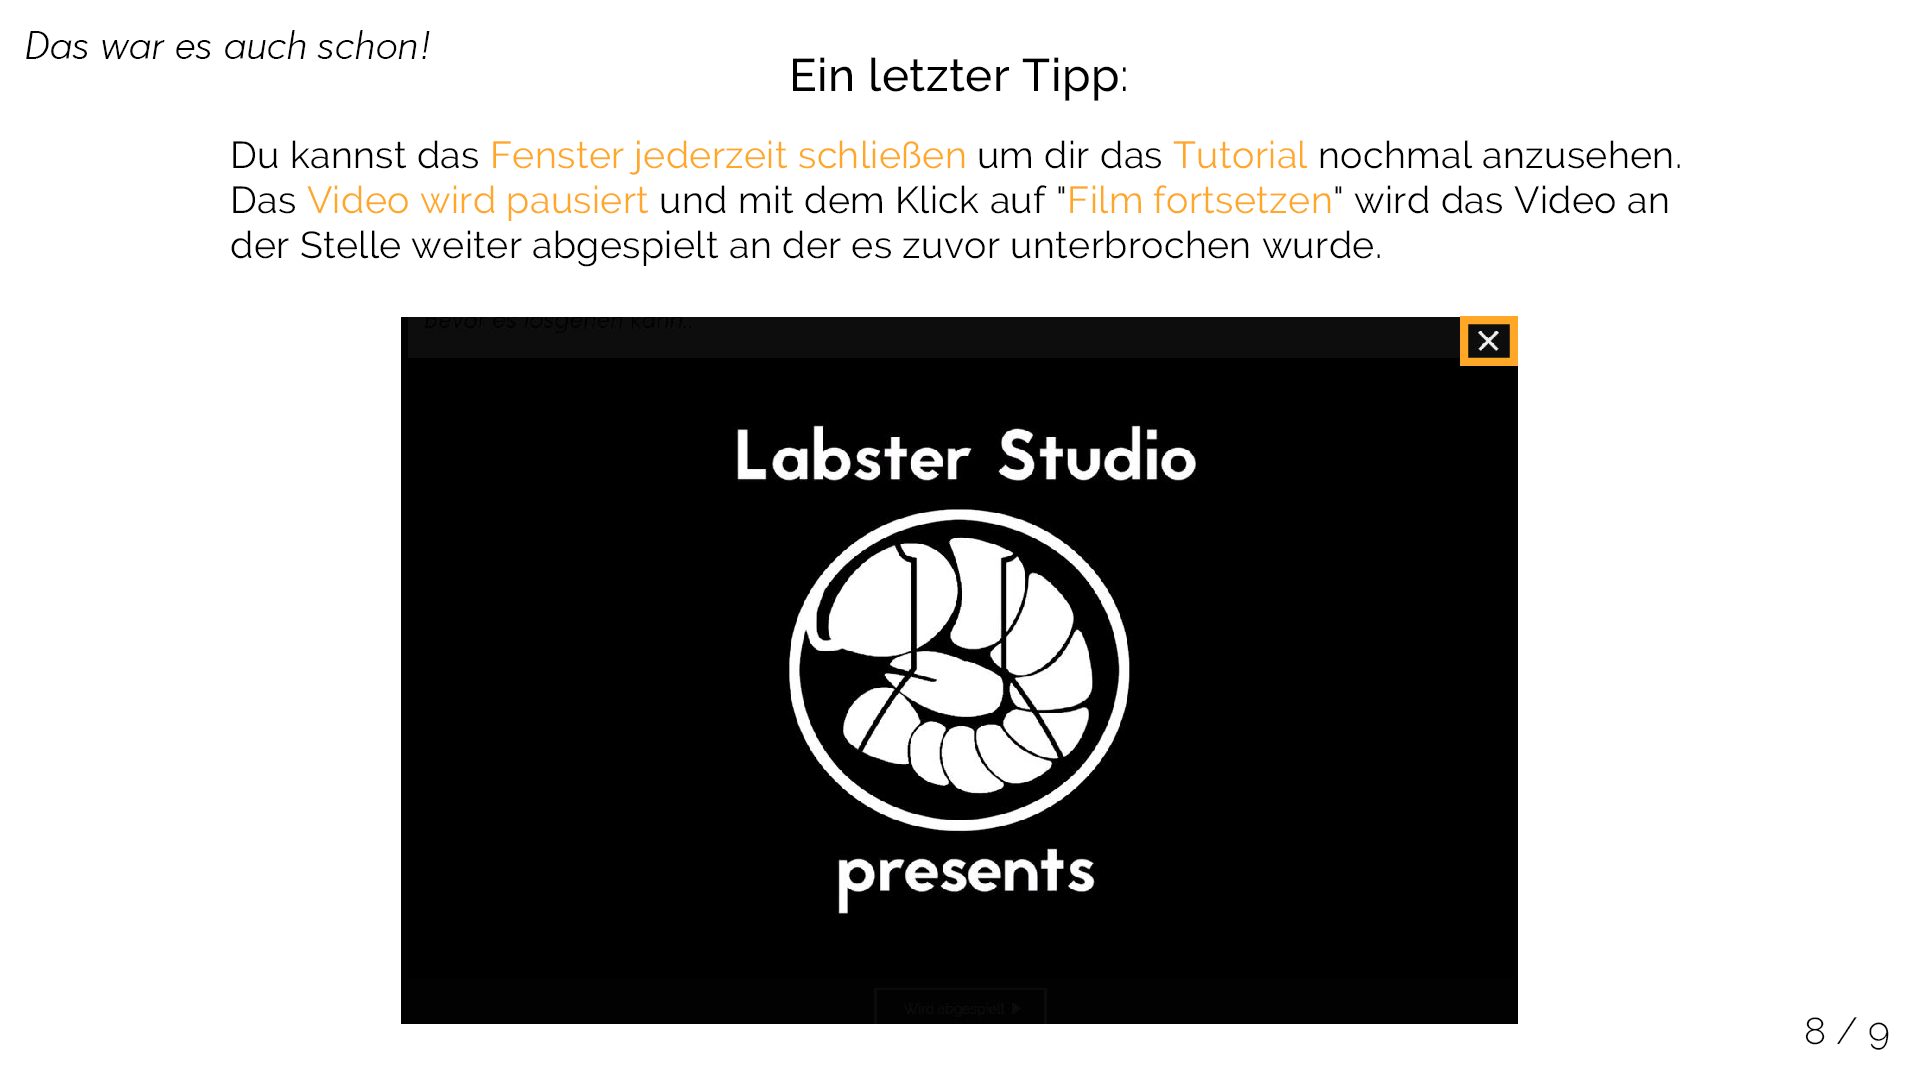 Das war es auch schon!
Ein letzter Tipp:
Du kannst das Fenster jederzeit schließen um dir das Tutorial nochmal anzusehen.
Das Video wird pausiert und mit dem Klick auf "Film fortsetzen" wird das Video an
der Stelle weiter abgespielt an der es zuvor unterbrochen wurde.
Bevor es losgehen kann..
Labster Studio
presents
Wird abgespielt
8 / 9